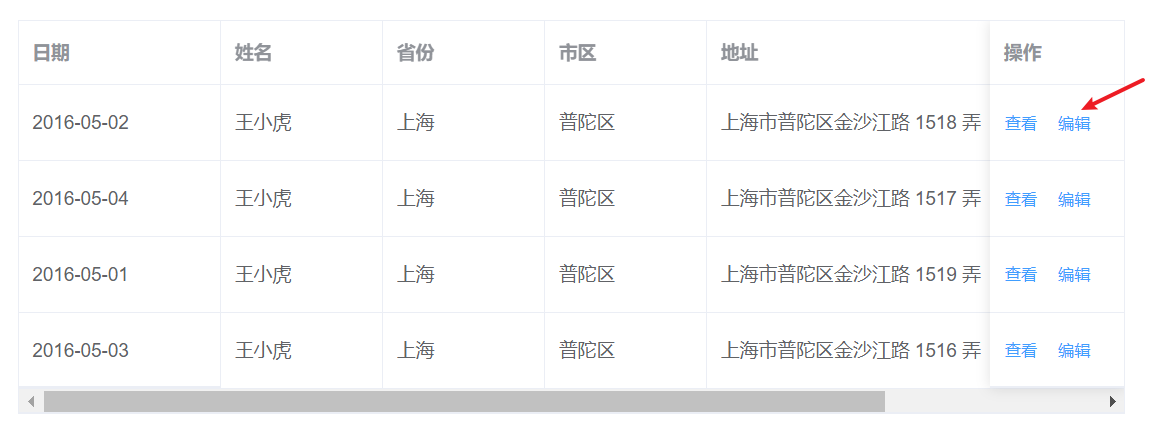 日期 姓名 省份 市区 地址 操作
2016-05-02 王小虎 上海 普陀区 上海市普陀区金沙江路 1518 弄 查看 编辑
2016-05-04 王小虎 上海 普陀区 上海市普陀区金沙江路 1517 弄 查看 编辑
2016-05-01 王小虎 上海 普陀区 上海市普陀区金沙江路 1519 弄 查看 编辑
2016-05-03 王小虎 上海 普陀区 上海市普陀区金沙江路 1516 弄 查看 编辑